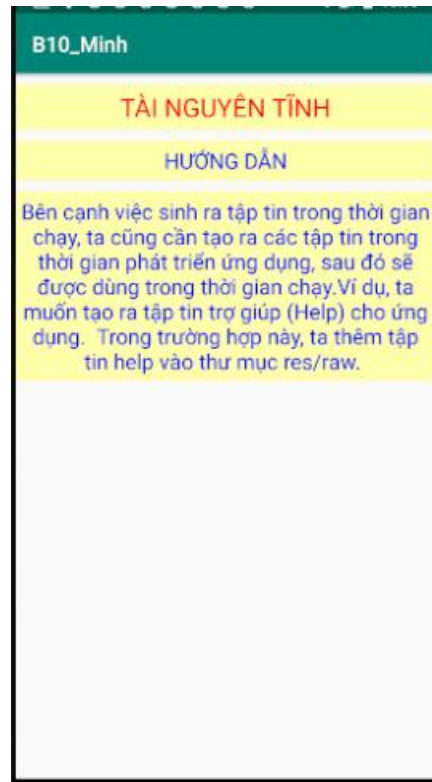 B10_Minh
TÀI NGUYÊN TĨNH
HƯỚNG DẪN
Bên cạnh việc sinh ra tập tin trong thời gian
chạy, ta cũng cần tạo ra các tập tin trong
thời gian phát triển ứng dụng, sau đó sẽ
được dùng trong thời gian chạy.Ví dụ, ta
muốn tạo ra tập tin trợ giúp (Help) cho ứng
dụng.  Trong trường hợp này, ta thêm tập
tin help vào thư mục res/raw.